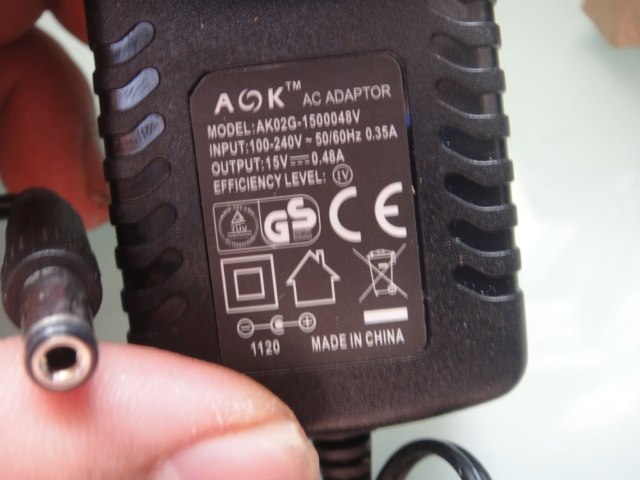 AOK™ AC ADAPTOR
MODEL:AK02G-1500048V
INPUT:100-240V ~ 50/60Hz 0.35A
OUTPUT:15V⎓0.48A
EFFICIENCY LEVEL: IV
TÜV GS CE
1120 MADE IN CHINA